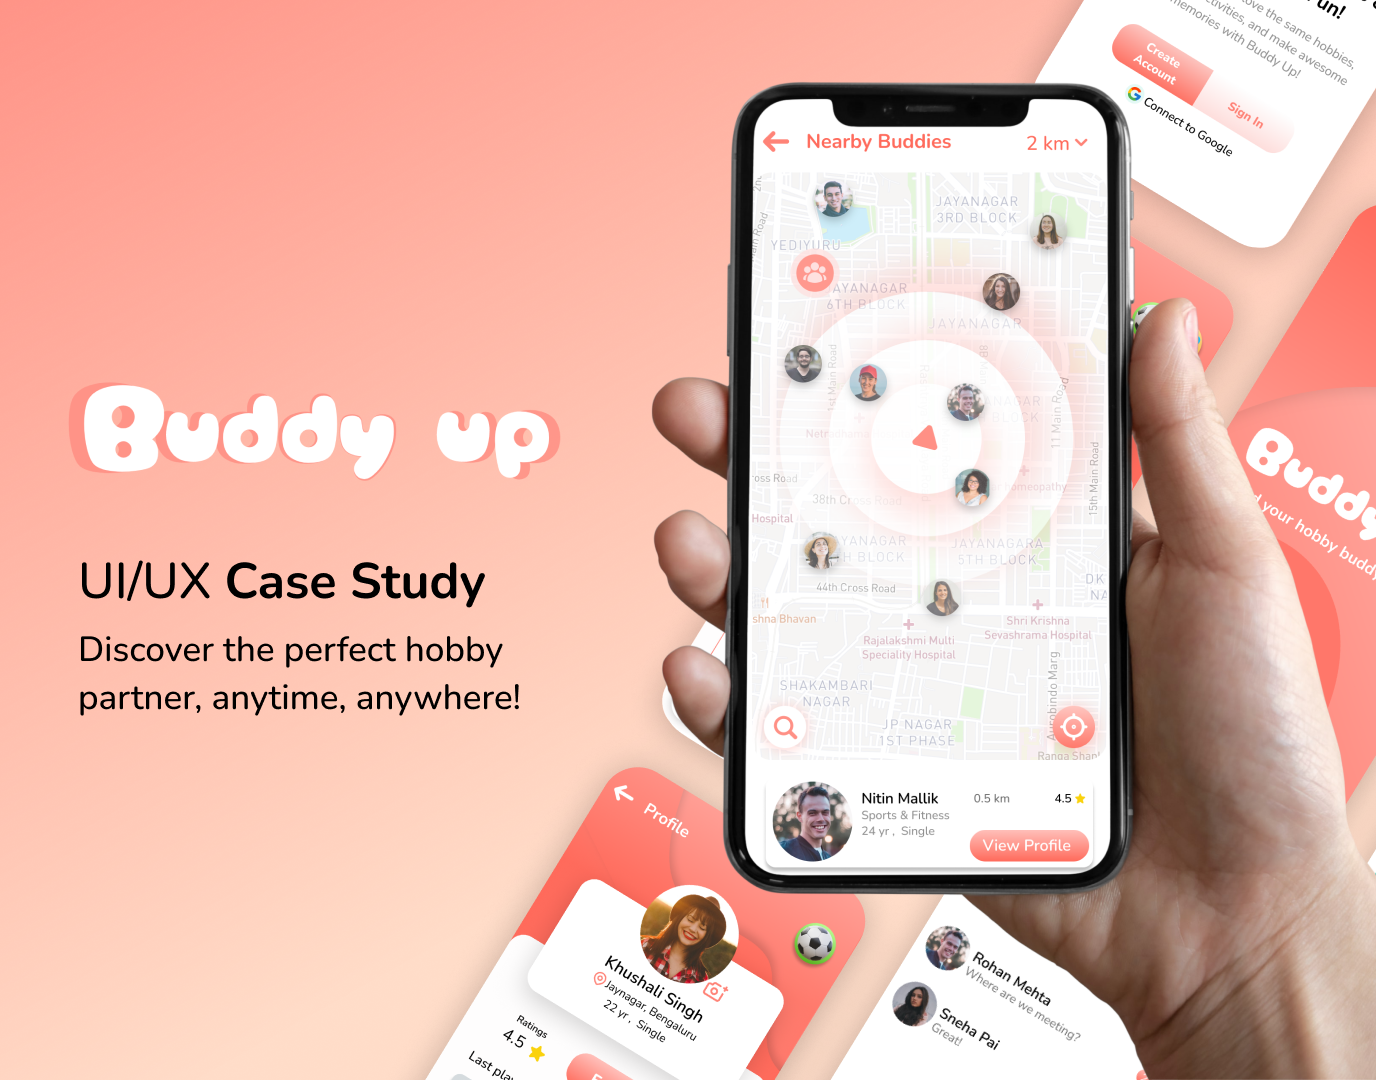 Buddy up
UI/UX Case Study
Discover the perfect hobby
partner, anytime, anywhere!
Nearby Buddies
2 km
JAYANAGAR
3RD BLOCK
YEDIYURU
AYANAGAR
6TH BLOCK
JAYANAGAR
1st Main Road
11 Main Road
15th Main Road
NAGAR
BLOCK
oss Road
38th Cross Road
homeopathy
Hospital
AYANAGAR
H BLOCK
JAYANAGARA
5TH BLOCK
44th Cross Road
DK
NA
shna Bhavan
Rajalakshmi Multi
Speciality Hospital
Shri Krishna
Sevashrama Hospital
SHAKAMBARI
NAGAR
Aurobindo Marg
JP NAGAR
1ST PHASE
Nitin Mallik
0.5 km
4.5
Sports & Fitness
24 yr , Single
View Profile
un!
ove the same hobbies,
ctivities, and make awesome
memories with Buddy Up!
Create
Account
Sign In
Connect to Google
Buddy
d your hobby buddy
Profile
Khushali Singh
Jaynagar, Bengaluru
22 yr , Single
Ratings
4.5
Last pla
Rohan Mehta
Where are we meeting?
Sneha Pai
Great!